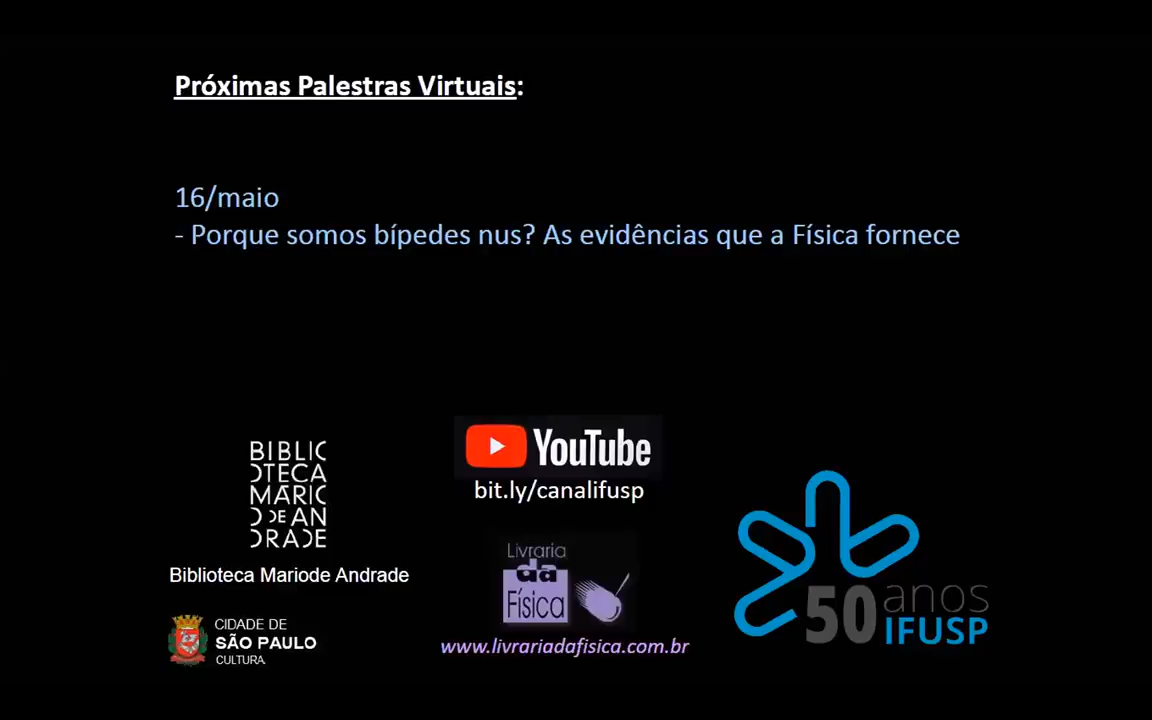 Próximas Palestras Virtuais:
16/maio
- Porque somos bípedes nus? As evidências que a Física fornece
BIBLIO
OTECA
MÁRIO
O DE AN
DRADE
Biblioteca Mariode Andrade
CIDADE DE
SÃO PAULO
CULTURA
YouTube
bit.ly/canalifusp
Livraria
da
Física
www.livrariadafisica.com.br
50 anos
IFUSP